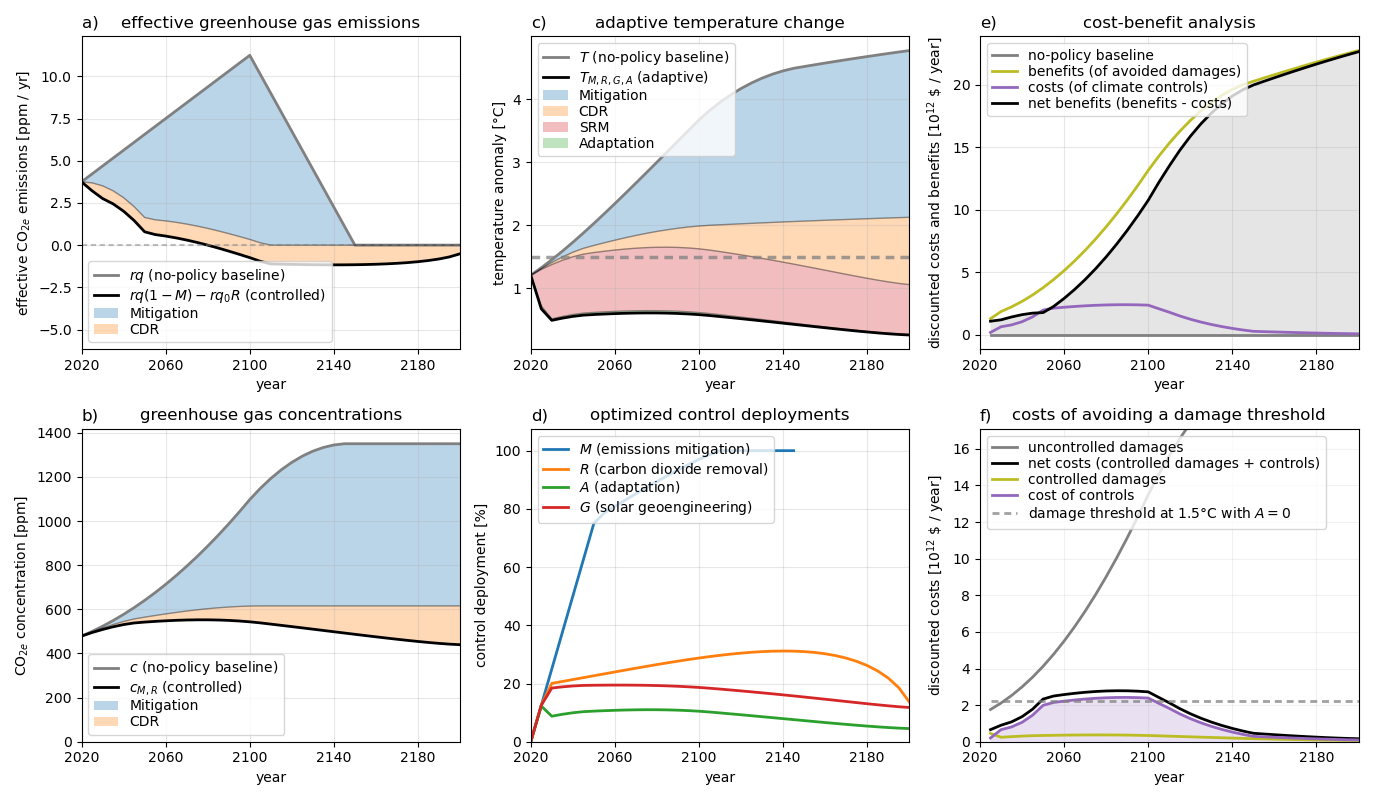 a) effective greenhouse gas emissions
effective CO2e emissions [ppm / yr]
10.0
7.5
5.0
2.5
0.0
−2.5
−5.0
rq (no-policy baseline)
rq(1 − M) − rq0R (controlled)
Mitigation
CDR
2020 2060 2100 2140 2180
year
c) adaptive temperature change
temperature anomaly [°C]
4
3
2
1
T (no-policy baseline)
TM, R, G, A (adaptive)
Mitigation
CDR
SRM
Adaptation
2020 2060 2100 2140 2180
year
e) cost-benefit analysis
discounted costs and benefits [10^12 $ / year]
20
15
10
5
0
no-policy baseline
benefits (of avoided damages)
costs (of climate controls)
net benefits (benefits - costs)
2020 2060 2100 2140 2180
year
b) greenhouse gas concentrations
CO2e concentration [ppm]
1400
1200
1000
800
600
400
200
0
c (no-policy baseline)
cM, R (controlled)
Mitigation
CDR
2020 2060 2100 2140 2180
year
d) optimized control deployments
control deployment [%]
100
80
60
40
20
0
M (emissions mitigation)
R (carbon dioxide removal)
A (adaptation)
G (solar geoengineering)
2020 2060 2100 2140 2180
year
f) costs of avoiding a damage threshold
discounted costs [10^12 $ / year]
16
14
12
10
8
6
4
2
0
uncontrolled damages
net costs (controlled damages + controls)
controlled damages
cost of controls
damage threshold at 1.5°C with A = 0
2020 2060 2100 2140 2180
year